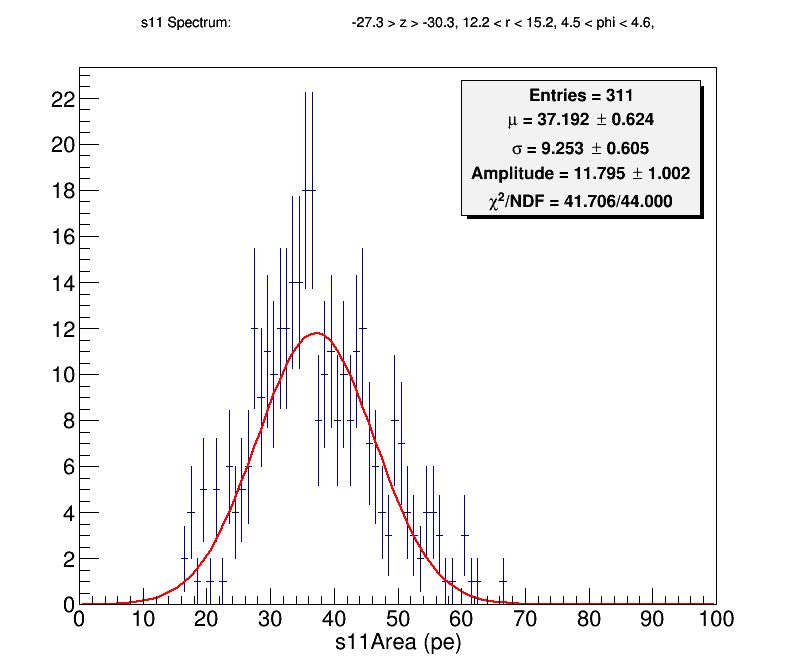 s11 Spectrum: -27.3 > z > -30.3, 12.2 < r < 15.2, 4.5 < phi < 4.6,
Entries = 311
μ = 37.192 ± 0.624
σ = 9.253 ± 0.605
Amplitude = 11.795 ± 1.002
χ²/NDF = 41.706/44.000
22
20
18
16
14
12
10
8
6
4
2
0
0 10 20 30 40 50 60 70 80 90 100
s11Area (pe)